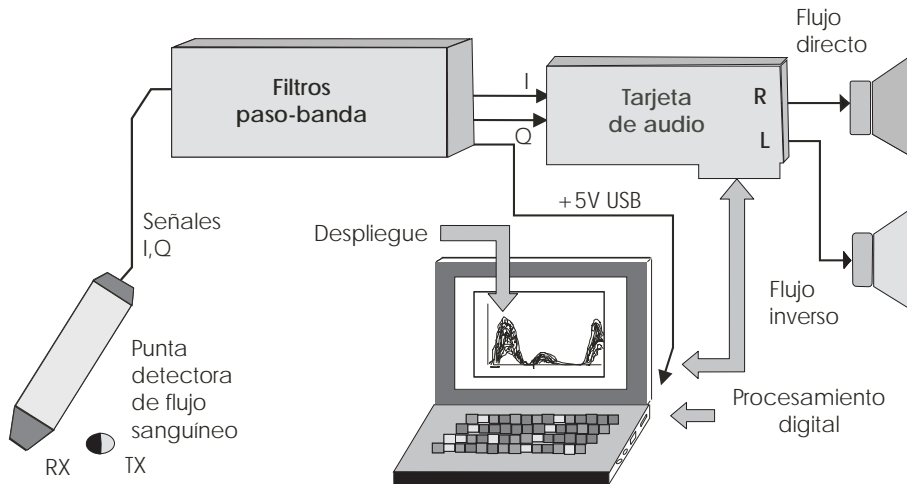 Flujo
directo
Filtros
paso-banda
I
Q
Tarjeta
de audio
R
L
+5V USB
Señales
I,Q
Despliegue
Flujo
inverso
Punta
detectora
de flujo
sanguíneo
RX
TX
Procesamiento
digital